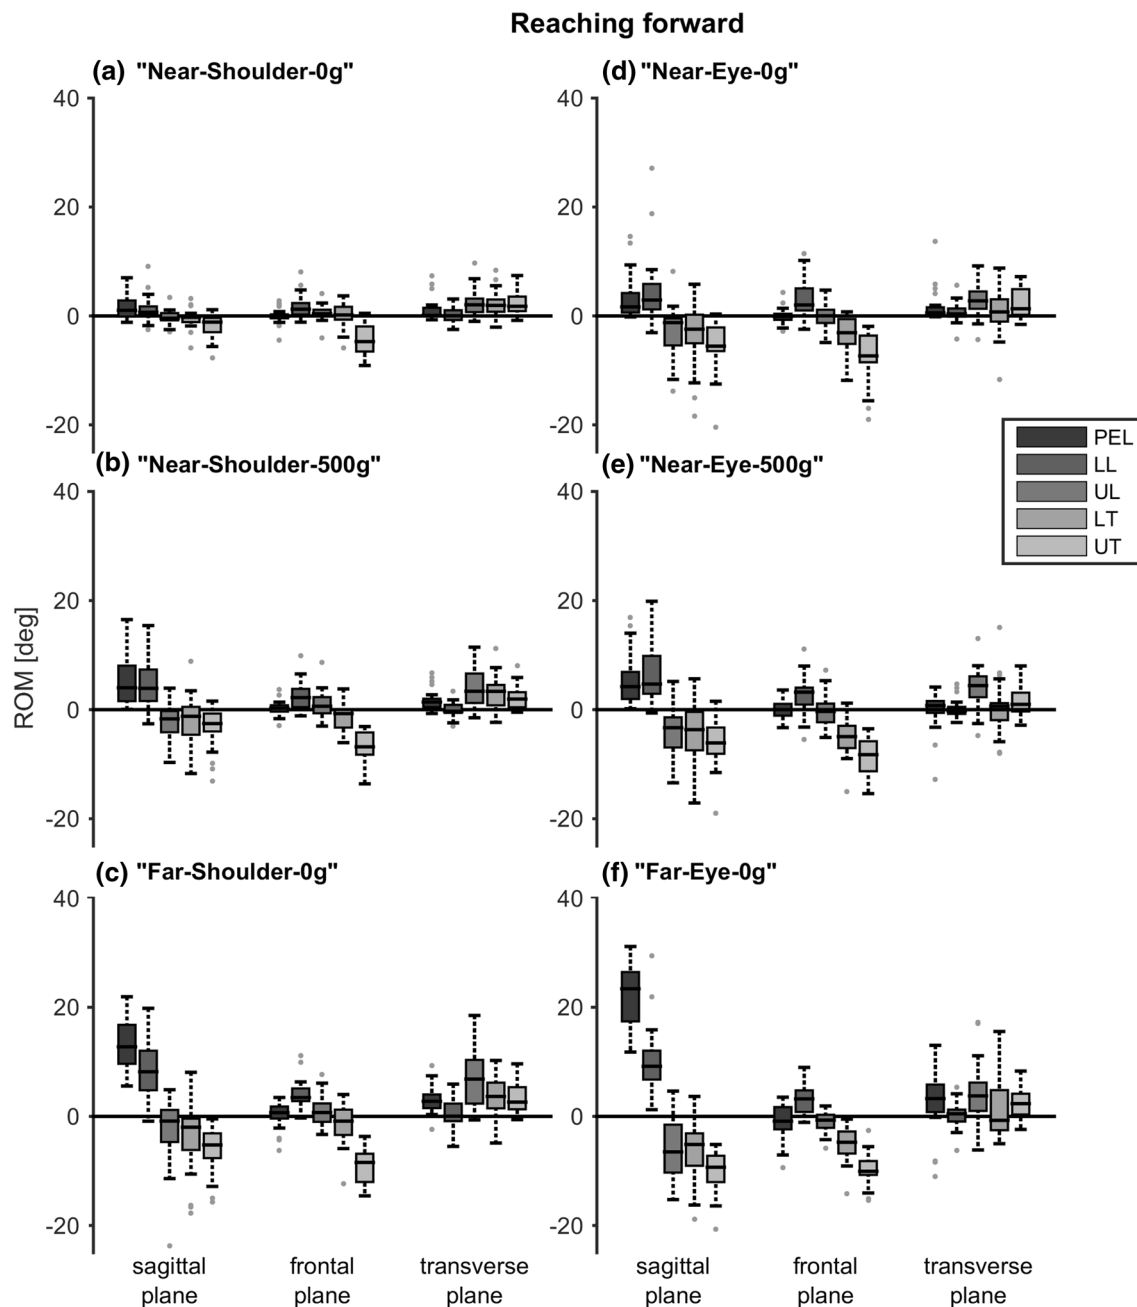 Reaching forward
(a) "Near-Shoulder-0g"
40
20
0
-20
(d) "Near-Eye-0g"
40
20
0
-20
PEL
LL
UL
LT
UT
(b) "Near-Shoulder-500g"
40
20
0
-20
(e) "Near-Eye-500g"
40
20
0
-20
ROM [deg]
(c) "Far-Shoulder-0g"
40
20
0
-20
sagittal plane
frontal plane
transverse plane
(f) "Far-Eye-0g"
40
20
0
-20
sagittal plane
frontal plane
transverse plane